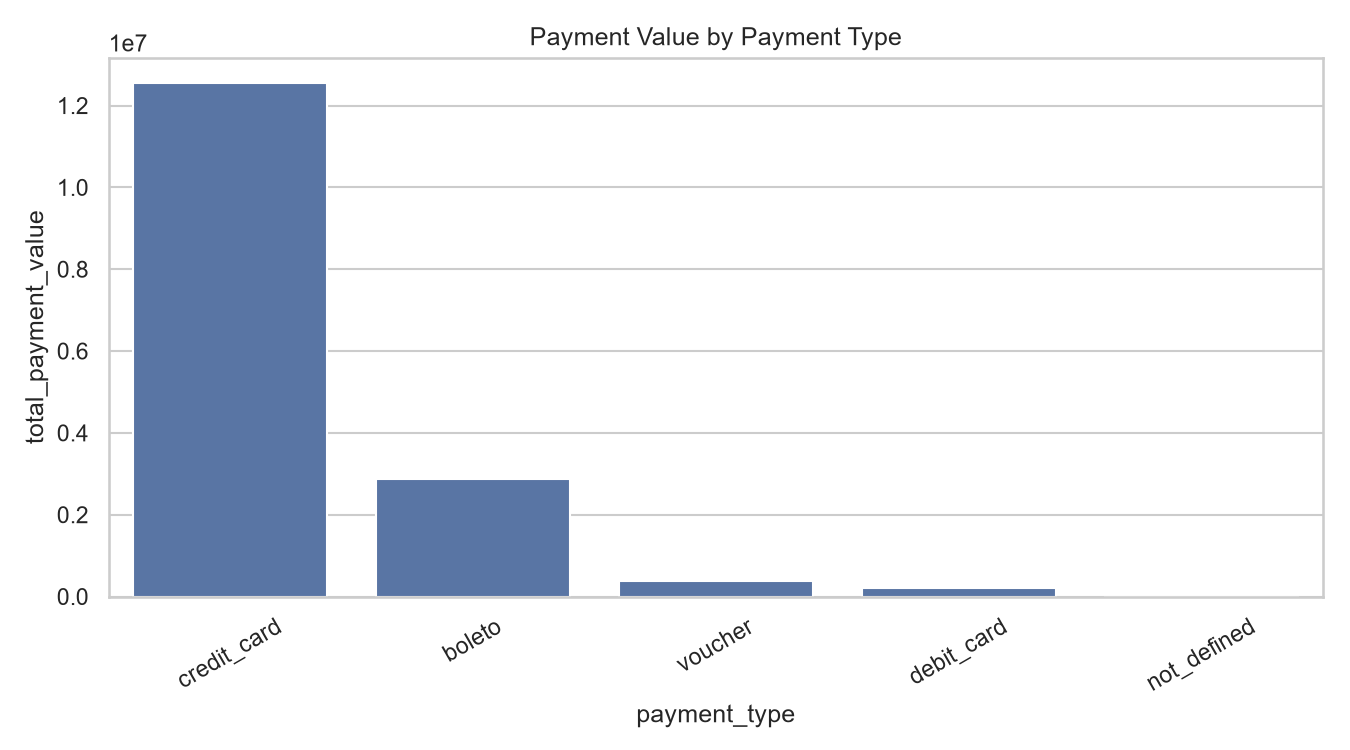 Payment Value by Payment Type
1e7
1.2
1.0
0.8
0.6
0.4
0.2
0.0
total_payment_value
credit_card
boleto
voucher
debit_card
not_defined
payment_type